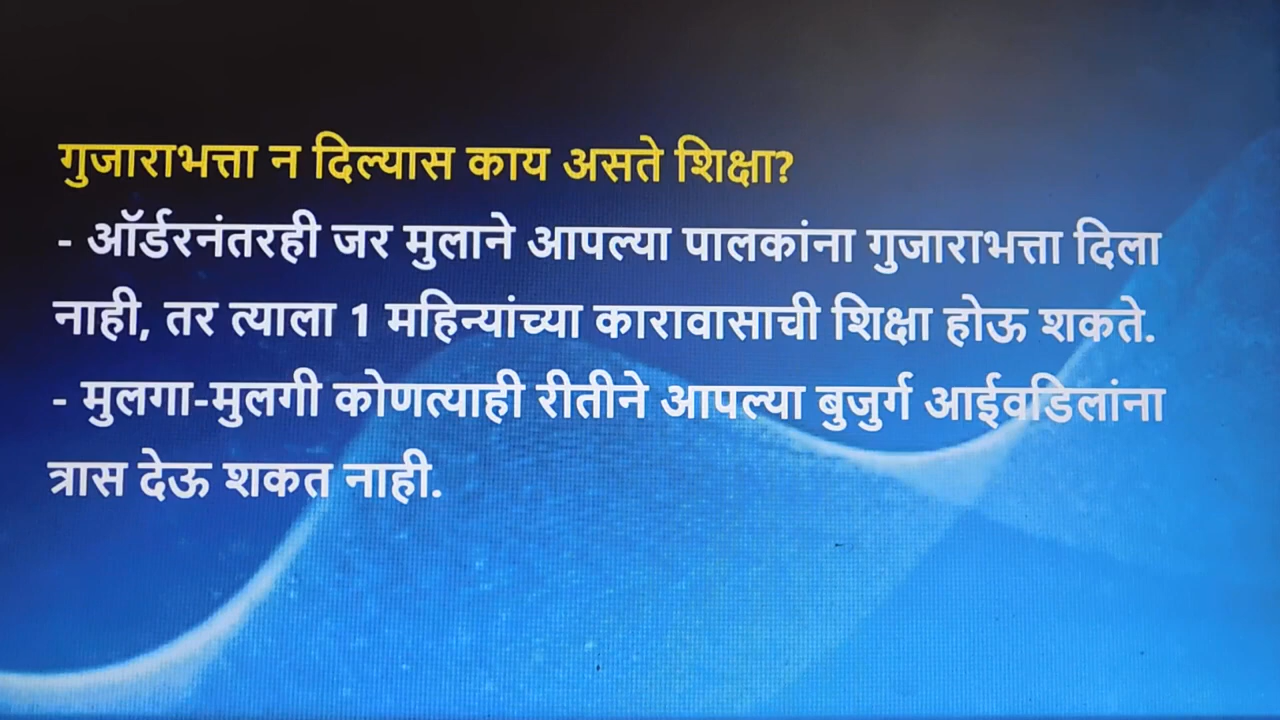 गुजाराभत्ता न दिल्यास काय असते शिक्षा?
- ऑर्डरनंतरही जर मुलाने आपल्या पालकांना गुजाराभत्ता दिला
नाही, तर त्याला 1 महिन्यांच्या कारावासाची शिक्षा होऊ शकते.
- मुलगा-मुलगी कोणत्याही रीतीने आपल्या बुजुर्ग आईवडिलांना
त्रास देऊ शकत नाही.